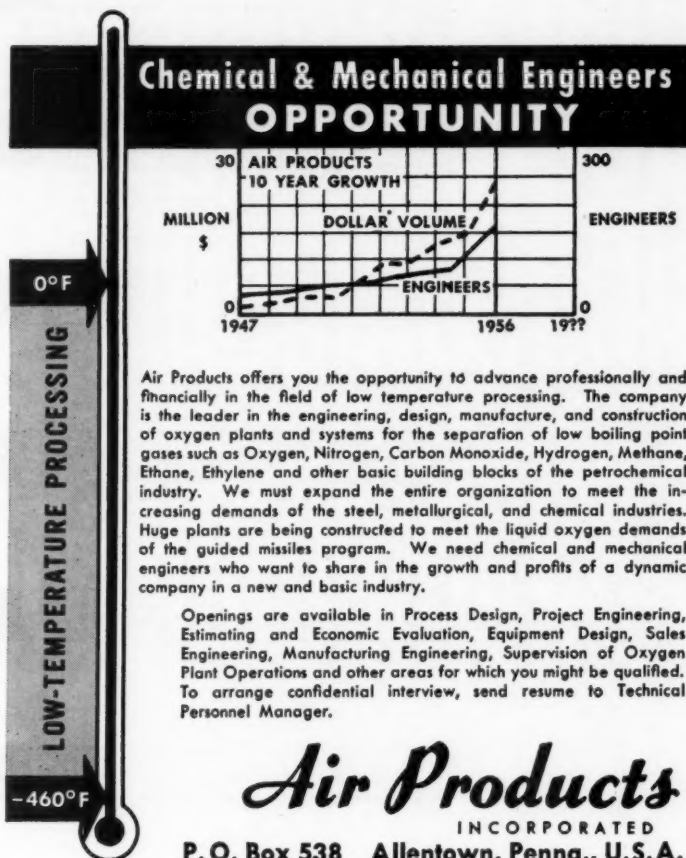 Chemical & Mechanical Engineers
OPPORTUNITY
30 AIR PRODUCTS 300
10 YEAR GROWTH
MILLION DOLLAR VOLUME ENGINEERS
$
ENGINEERS
0 0
1947 1956 19??
0°F
LOW-TEMPERATURE PROCESSING
-460°F
Air Products offers you the opportunity to advance professionally and
financially in the field of low temperature processing. The company
is the leader in the engineering, design, manufacture, and construction
of oxygen plants and systems for the separation of low boiling point
gases such as Oxygen, Nitrogen, Carbon Monoxide, Hydrogen, Methane,
Ethane, Ethylene and other basic building blocks of the petrochemical
industry. We must expand the entire organization to meet the in-
creasing demands of the steel, metallurgical, and chemical industries.
Huge plants are being constructed to meet the liquid oxygen demands
of the guided missiles program. We need chemical and mechanical
engineers who want to share in the growth and profits of a dynamic
company in a new and basic industry.
Openings are available in Process Design, Project Engineering,
Estimating and Economic Evaluation, Equipment Design, Sales
Engineering, Manufacturing Engineering, Supervision of Oxygen
Plant Operations and other areas for which you might be qualified.
To arrange confidential interview, send resume to Technical
Personnel Manager.
Air Products
INCORPORATED
P. O. Box 538 Allentown, Penna., U.S.A.